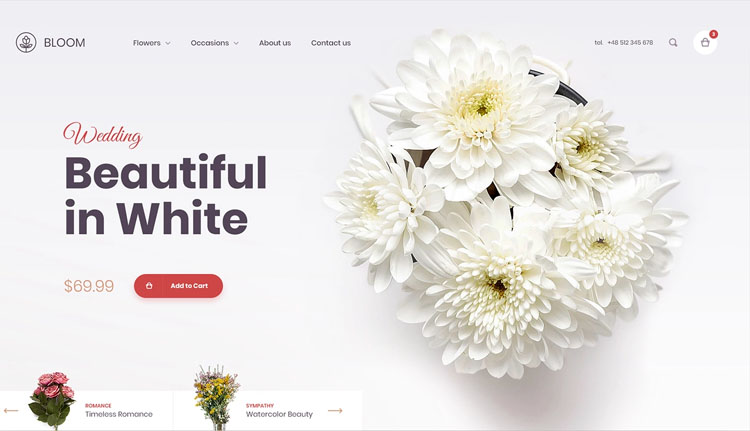 BLOOM
Flowers
Occasions
About us
Contact us
tel. +48 512 345 678
3
Wedding
Beautiful
in White
$69.99
Add to Cart
ROMANCE
Timeless Romance
SYMPATHY
Watercolor Beauty